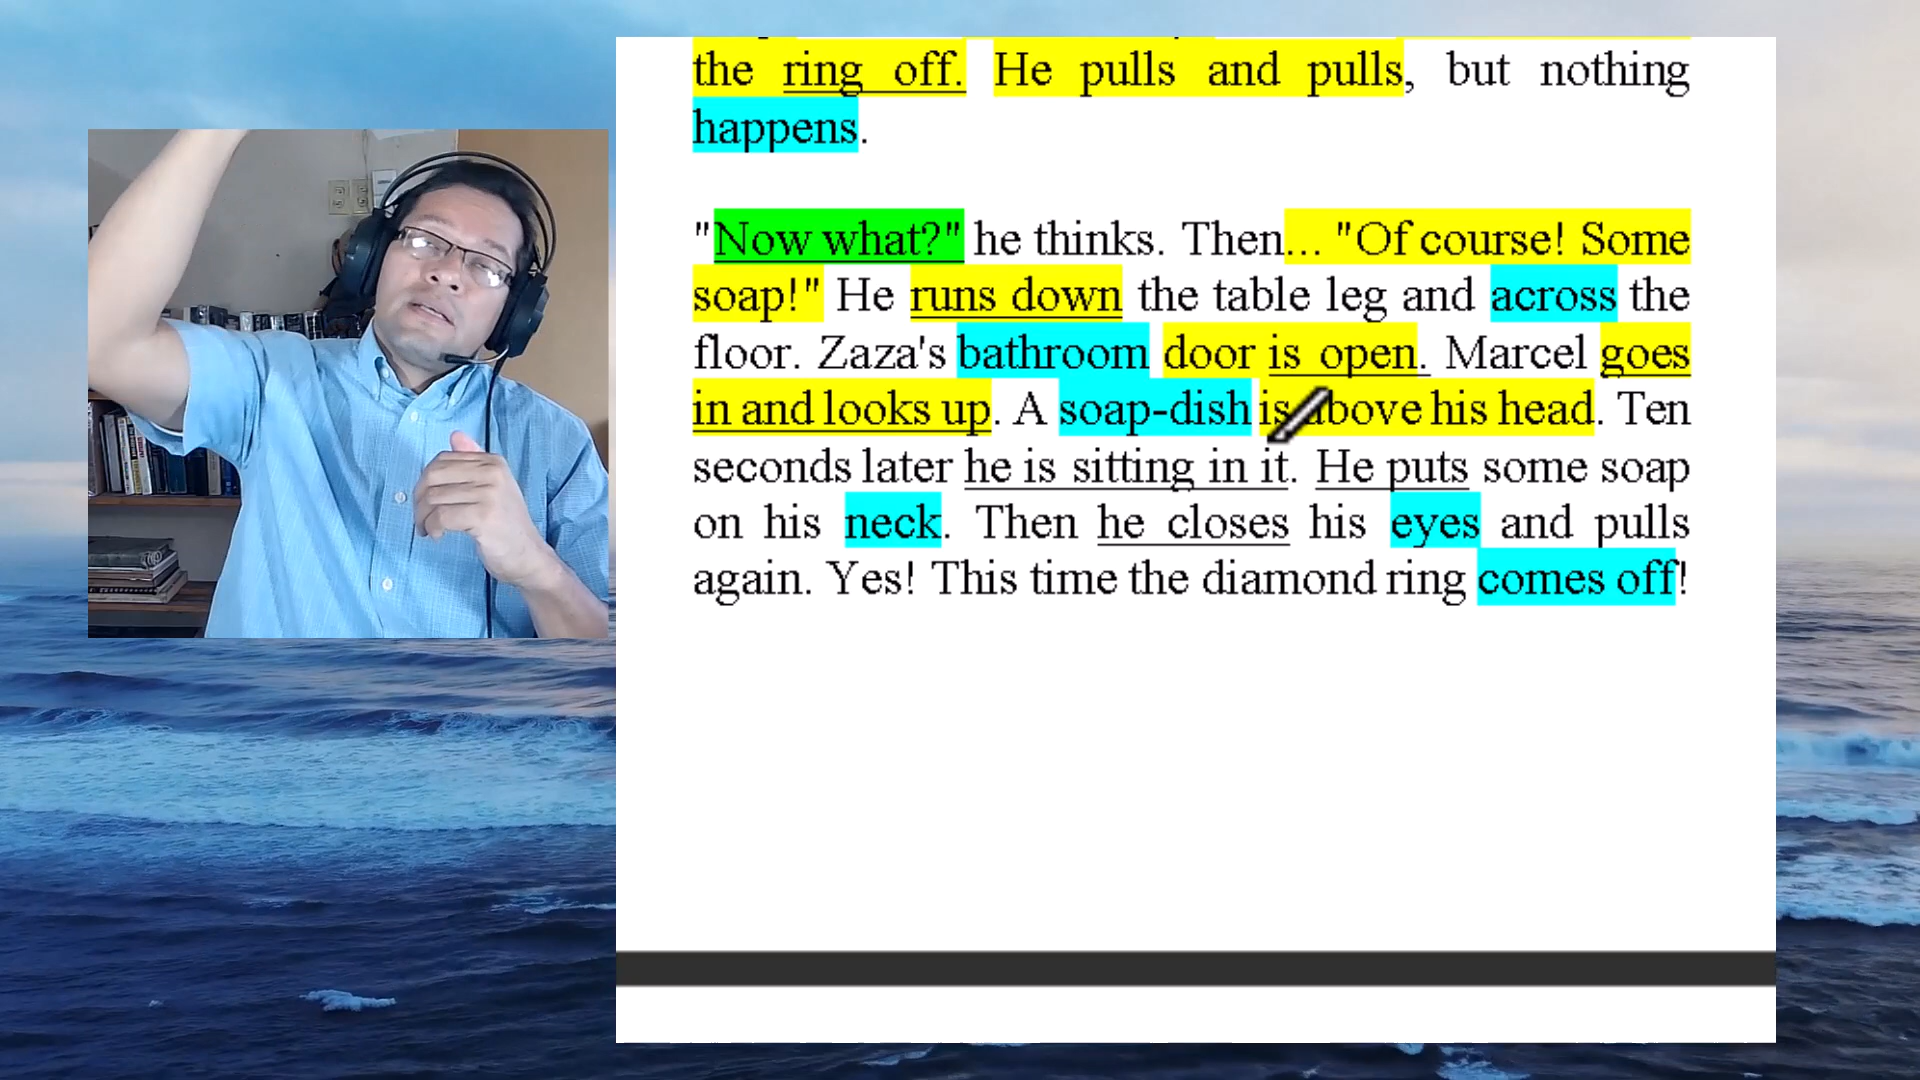 the ring off. He pulls and pulls, but nothing
happens.
"Now what?" he thinks. Then... "Of course! Some
soap!" He runs down the table leg and across the
floor. Zaza's bathroom door is open. Marcel goes
in and looks up. A soap-dish is above his head. Ten
seconds later he is sitting in it. He puts some soap
on his neck. Then he closes his eyes and pulls
again. Yes! This time the diamond ring comes off!